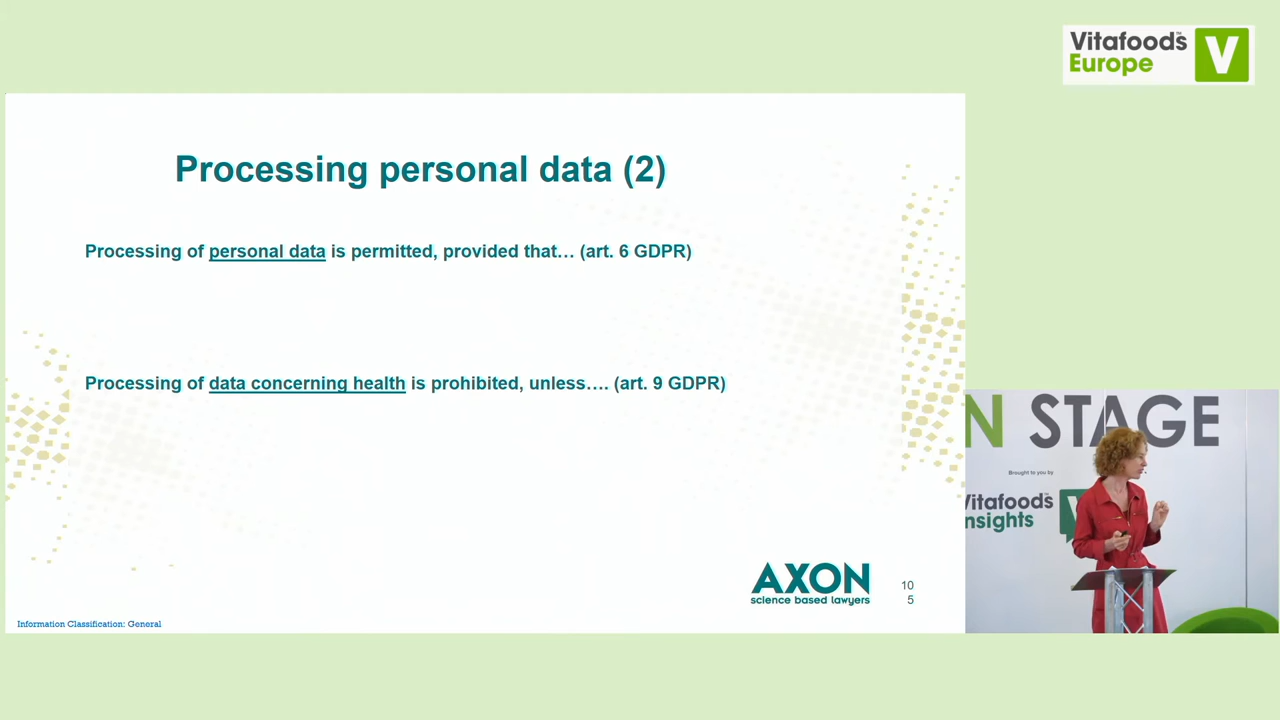 Vitafoods
Europe
V
Processing personal data (2)
Processing of personal data is permitted, provided that… (art. 6 GDPR)
Processing of data concerning health is prohibited, unless…. (art. 9 GDPR)
AXON
science based lawyers
10
5
Information Classification: General
N STAGE
Brought to you by
Vitafoods
Insights